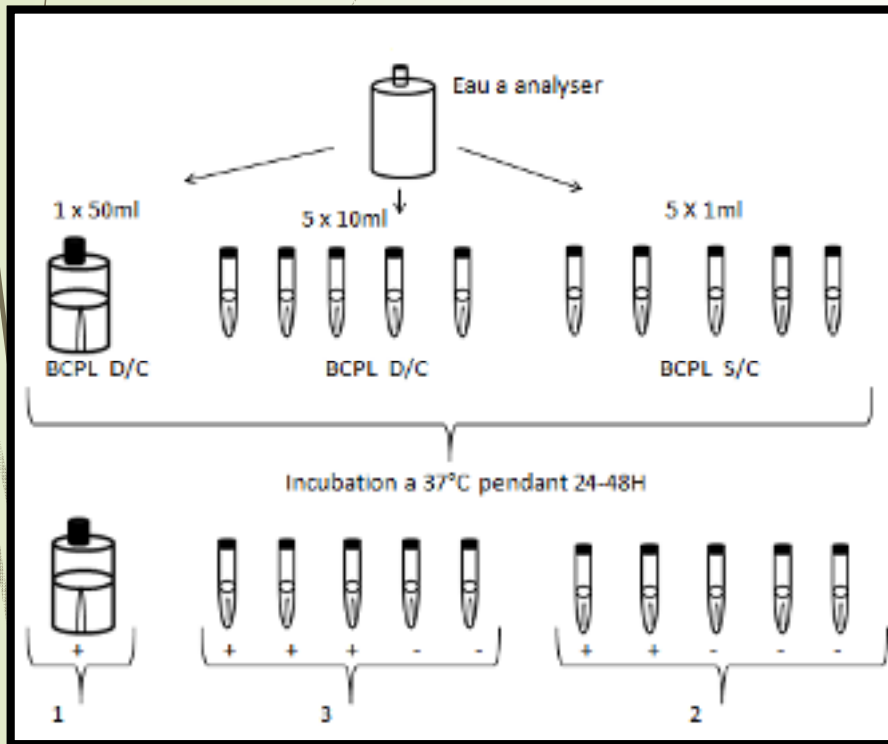 Eau a analyser
1 x 50ml
5 x 10ml
5 X 1ml
BCPL D/C
BCPL D/C
BCPL S/C
Incubation a 37°C pendant 24-48H
+
+ + + - -
+ + - - -
1
3
2